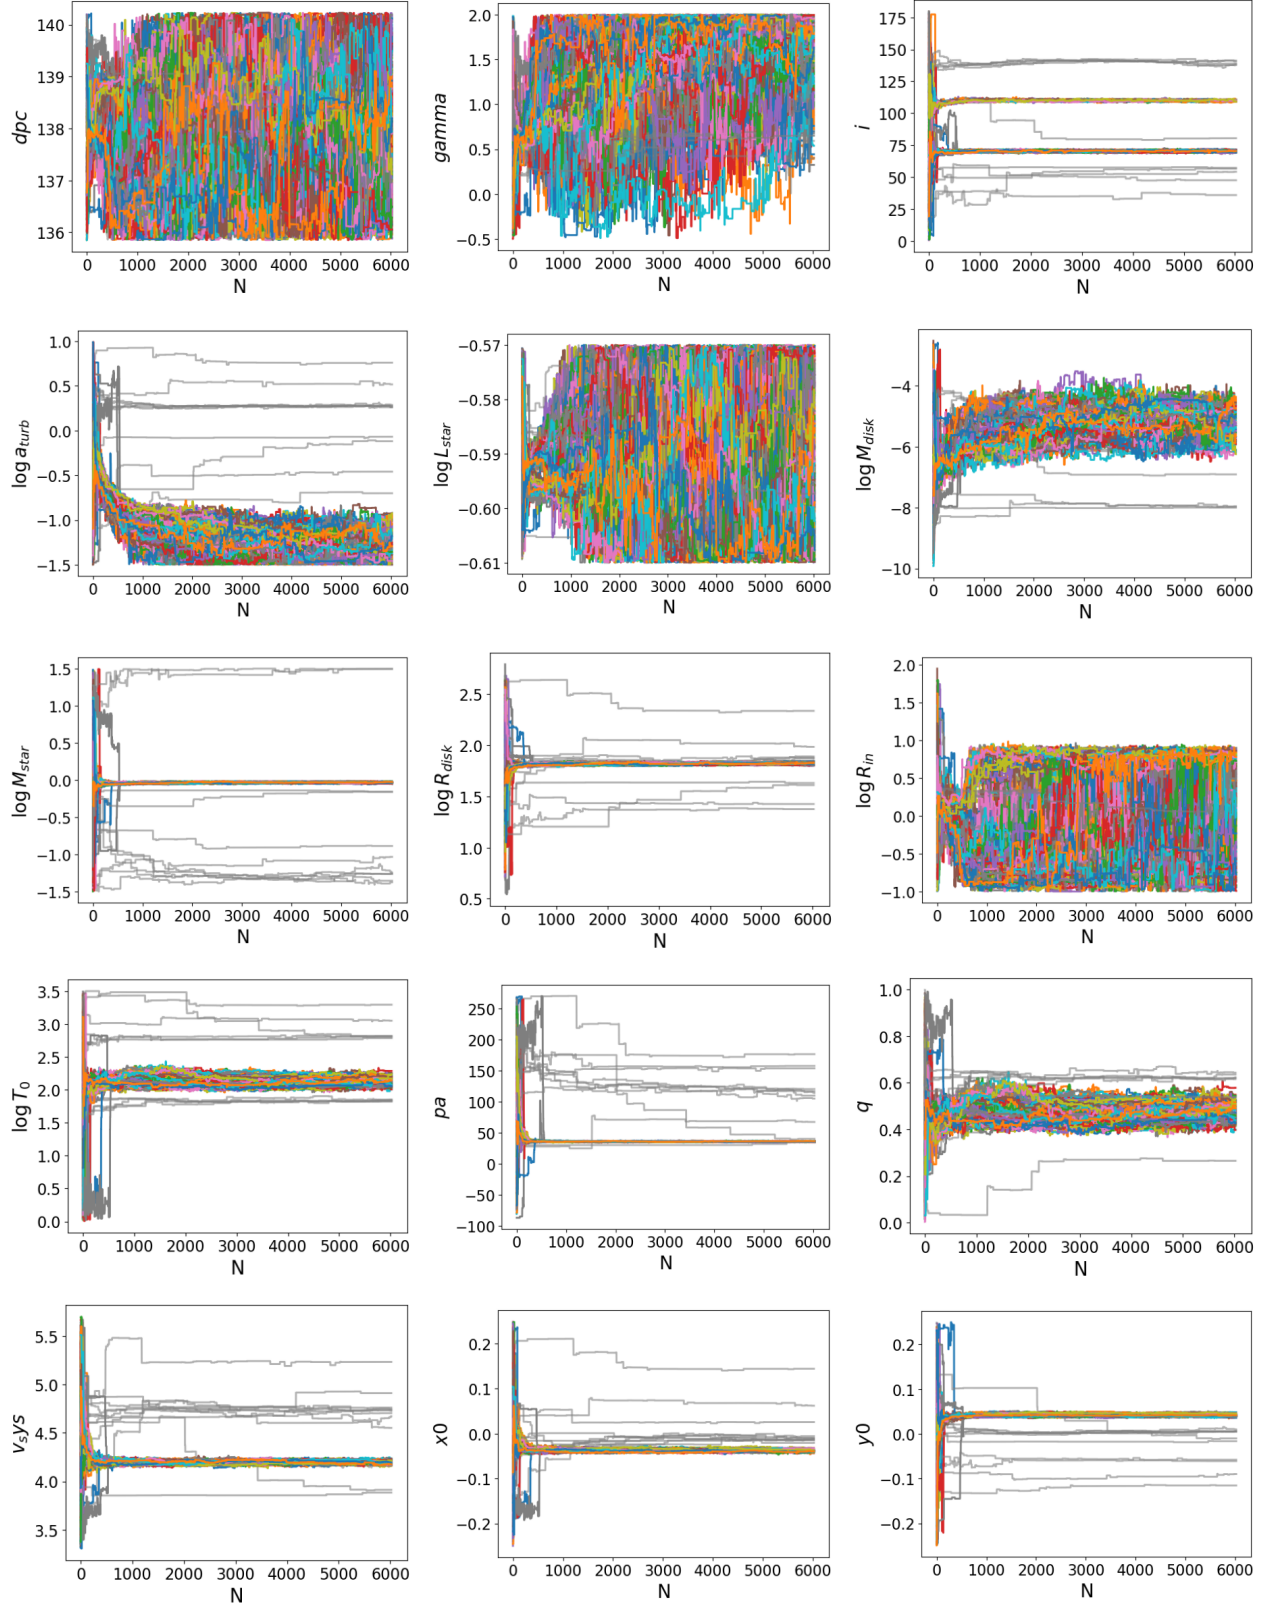 dpc
140
139
138
137
136
0 1000 2000 3000 4000 5000 6000
N
gamma
2.0
1.5
1.0
0.5
0.0
−0.5
0 1000 2000 3000 4000 5000 6000
N
i
175
150
125
100
75
50
25
0
0 1000 2000 3000 4000 5000 6000
N
log a_turb
1.0
0.5
0.0
−0.5
−1.0
−1.5
0 1000 2000 3000 4000 5000 6000
N
log L_star
−0.57
−0.58
−0.59
−0.60
−0.61
0 1000 2000 3000 4000 5000 6000
N
log M_disk
−4
−6
−8
−10
0 1000 2000 3000 4000 5000 6000
N
log M_star
1.5
1.0
0.5
0.0
−0.5
−1.0
−1.5
0 1000 2000 3000 4000 5000 6000
N
log R_disk
2.5
2.0
1.5
1.0
0.5
0 1000 2000 3000 4000 5000 6000
N
log R_in
2.0
1.5
1.0
0.5
0.0
−0.5
−1.0
0 1000 2000 3000 4000 5000 6000
N
log T_0
3.5
3.0
2.5
2.0
1.5
1.0
0.5
0.0
0 1000 2000 3000 4000 5000 6000
N
pa
250
200
150
100
50
0
−50
−100
0 1000 2000 3000 4000 5000 6000
N
q
1.0
0.8
0.6
0.4
0.2
0.0
0 1000 2000 3000 4000 5000 6000
N
v_sys
5.5
5.0
4.5
4.0
3.5
0 1000 2000 3000 4000 5000 6000
N
x0
0.2
0.1
0.0
−0.1
−0.2
0 1000 2000 3000 4000 5000 6000
N
y0
0.2
0.1
0.0
−0.1
−0.2
0 1000 2000 3000 4000 5000 6000
N